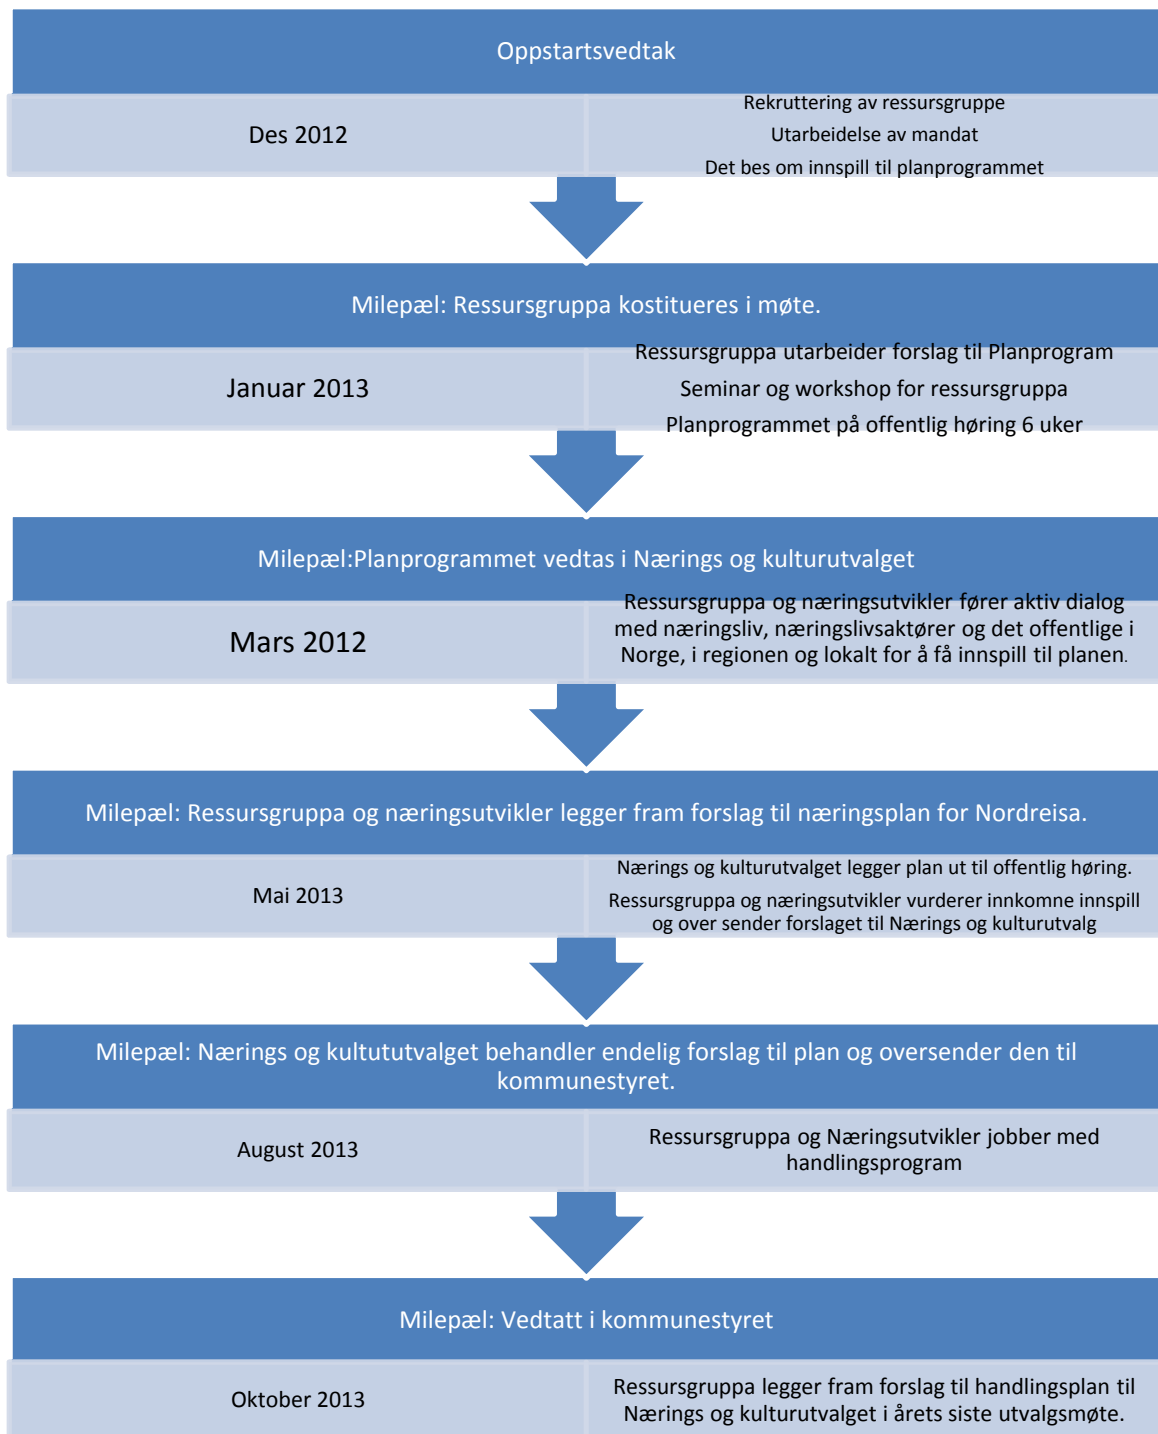 Oppstartsvedtak
Des 2012
Rekruttering av ressursgruppe
Utarbeidelse av mandat
Det bes om innspill til planprogrammet
Milepæl: Ressursgruppa kostitueres i møte.
Januar 2013
Ressursgruppa utarbeider forslag til Planprogram
Seminar og workshop for ressursgruppa
Planprogrammet på offentlig høring 6 uker
Milepæl:Planprogrammet vedtas i Nærings og kulturutvalget
Mars 2012
Ressursgruppa og næringsutvikler fører aktiv dialog
med næringsliv, næringslivsaktører og det offentlige i
Norge, i regionen og lokalt for å få innspill til planen.
Milepæl: Ressursgruppa og næringsutvikler legger fram forslag til næringsplan for Nordreisa.
Mai 2013
Nærings og kulturutvalget legger plan ut til offentlig høring.
Ressursgruppa og næringsutvikler vurderer innkomne innspill
og over sender forslaget til Nærings og kulturutvalg
Milepæl: Nærings og kultututvalget behandler endelig forslag til plan og oversender den til
kommunestyret.
August 2013
Ressursgruppa og Næringsutvikler jobber med
handlingsprogram
Milepæl: Vedtatt i kommunestyret
Oktober 2013
Ressursgruppa legger fram forslag til handlingsplan til
Nærings og kulturutvalget i årets siste utvalgsmøte.